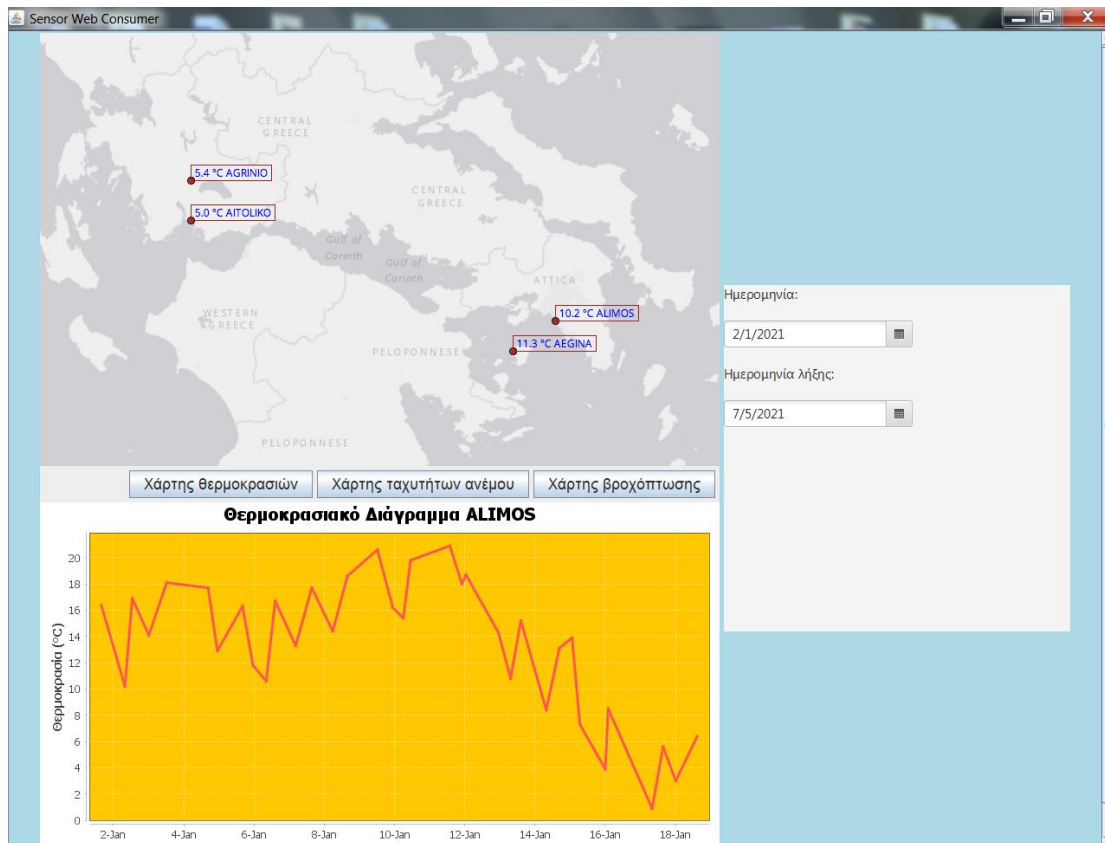 Sensor Web Consumer
CENTRAL
GREECE
5.4 °C AGRINIO
CENTRAL
GREECE
5.0 °C AITOLIKO
Gulf of
Corinth
Gulf of
Corinth
ATTICA
WESTERN
GREECE
10.2 °C ALIMOS
11.3 °C AEGINA
PELOPONNESE
PELOPONNESE
Ημερομηνία:
2/1/2021
Ημερομηνία λήξης:
7/5/2021
Χάρτης θερμοκρασιών
Χάρτης ταχυτήτων ανέμου
Χάρτης βροχόπτωσης
Θερμοκρασιακό Διάγραμμα ALIMOS
Θερμοκρασία (°C)
20
18
16
14
12
10
8
6
4
2
0
2-Jan
4-Jan
6-Jan
8-Jan
10-Jan
12-Jan
14-Jan
16-Jan
18-Jan